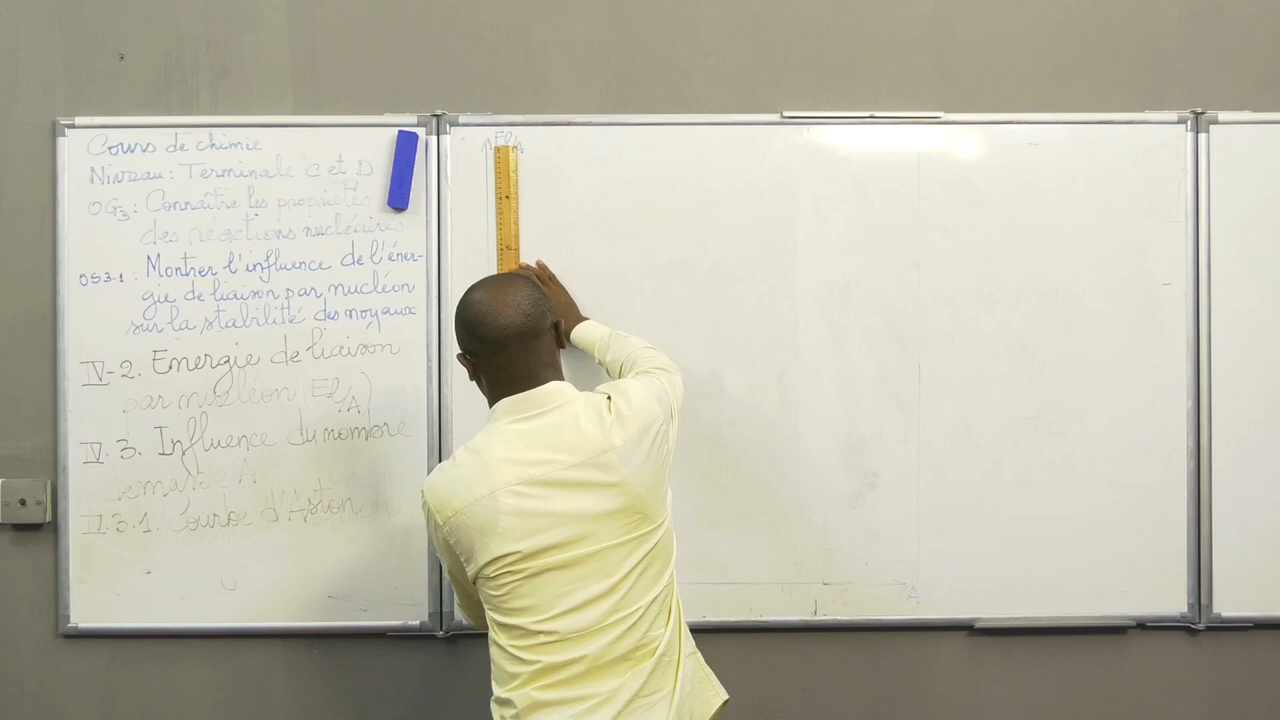 Cours de chimie
Niveau : Terminale C et D
OG3 : Connaître les propriétés
des réactions nucléaires
OS3.1 : Montrer l'influence de l'éner-
gie de liaison par nucléon
sur la stabilité des noyaux
IV-2. Energie de liaison
par nucléon (El/A)
IV.3. Influence du nombre
de masse A
IV.3.1. Courbe d'Aston
El/A
A